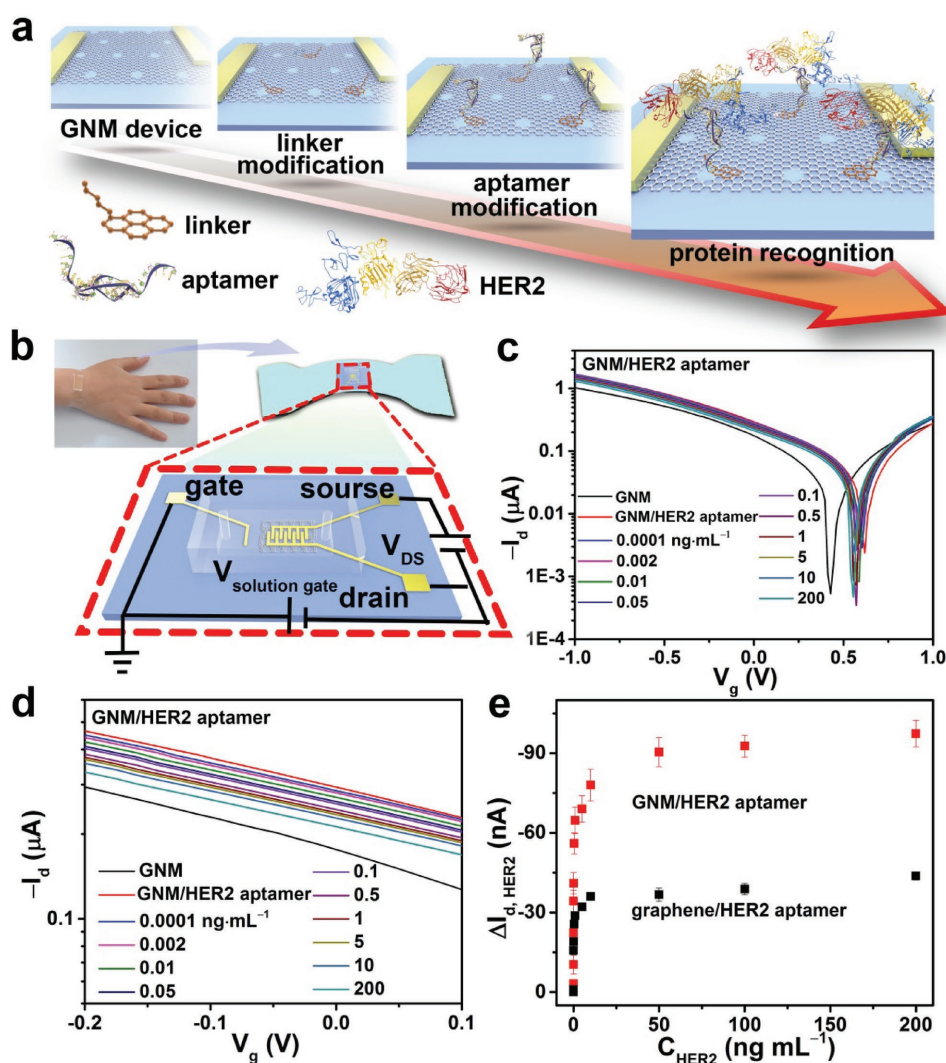 a
GNM device
linker
modification
aptamer
modification
protein recognition
linker
aptamer
HER2
b
gate
sourse
V_DS
V_solution gate
drain
c
GNM/HER2 aptamer
−I_d (μA)
1
0.1
0.01
1E-3
1E-4
GNM
GNM/HER2 aptamer
0.0001 ng·mL⁻¹
0.002
0.01
0.05
0.1
0.5
1
5
10
200
-1.0
-0.5
0.0
0.5
1.0
V_g (V)
d
GNM/HER2 aptamer
−I_d (μA)
0.1
GNM
GNM/HER2 aptamer
0.0001 ng·mL⁻¹
0.002
0.01
0.05
0.1
0.5
1
5
10
200
-0.2
-0.1
0.0
0.1
V_g (V)
e
ΔI_d, HER2 (nA)
-90
-60
-30
0
GNM/HER2 aptamer
graphene/HER2 aptamer
0
50
100
150
200
C_HER2 (ng mL⁻¹)